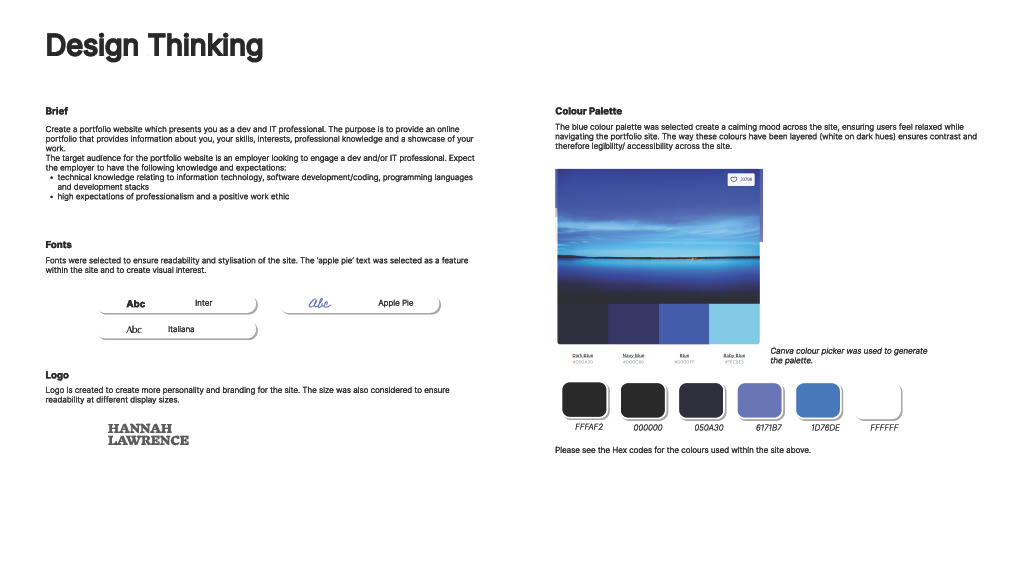 Design Thinking
Brief
Create a portfolio website which presents you as a dev and IT professional. The purpose is to provide an online
portfolio that provides information about you, your skills, interests, professional knowledge and a showcase of your
work.
The target audience for the portfolio website is an employer looking to engage a dev and/or IT professional. Expect
the employer to have the following knowledge and expectations:
• technical knowledge relating to information technology, software development/coding, programming languages
and development stacks
• high expectations of professionalism and a positive work ethic
Fonts
Fonts were selected to ensure readability and stylisation of the site. The 'apple pie' text was selected as a feature
within the site and to create visual interest.
Abc Inter
Abc Apple Pie
Abc Italiana
Logo
Logo is created to create more personality and branding for the site. The size was also considered to ensure
readability at different display sizes.
HANNAH
LAWRENCE
Colour Palette
The blue colour palette was selected create a calming mood across the site, ensuring users feel relaxed while
navigating the portfolio site. The way these colours have been layered (white on dark hues) ensures contrast and
therefore legibility/ accessibility across the site.
Dark Blue Navy Blue Blue Baby Blue
Canva colour picker was used to generate
the palette.
FFFAF2 000000 050A30 6171B7 1D76DE FFFFFF
Please see the Hex codes for the colours used within the site above.